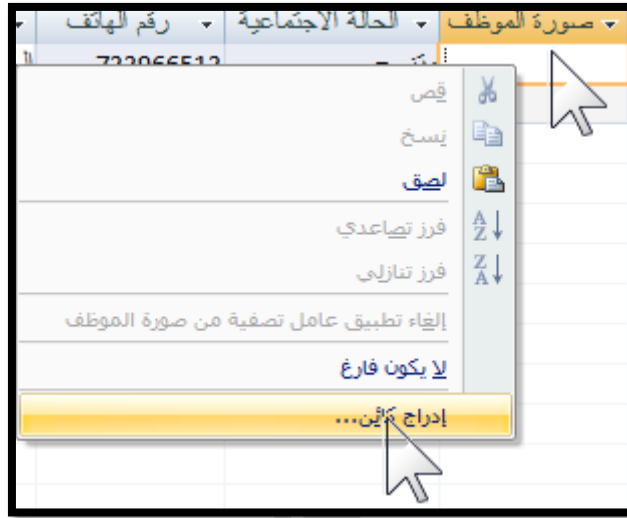 صورة الموظف الحالة الاجتماعية رقم الهاتف
قص
نسخ
لصق
فرز تصاعدي
فرز تنازلي
إلغاء تطبيق عامل تصفية من صورة الموظف
لا يكون فارغ
إدراج كائن...